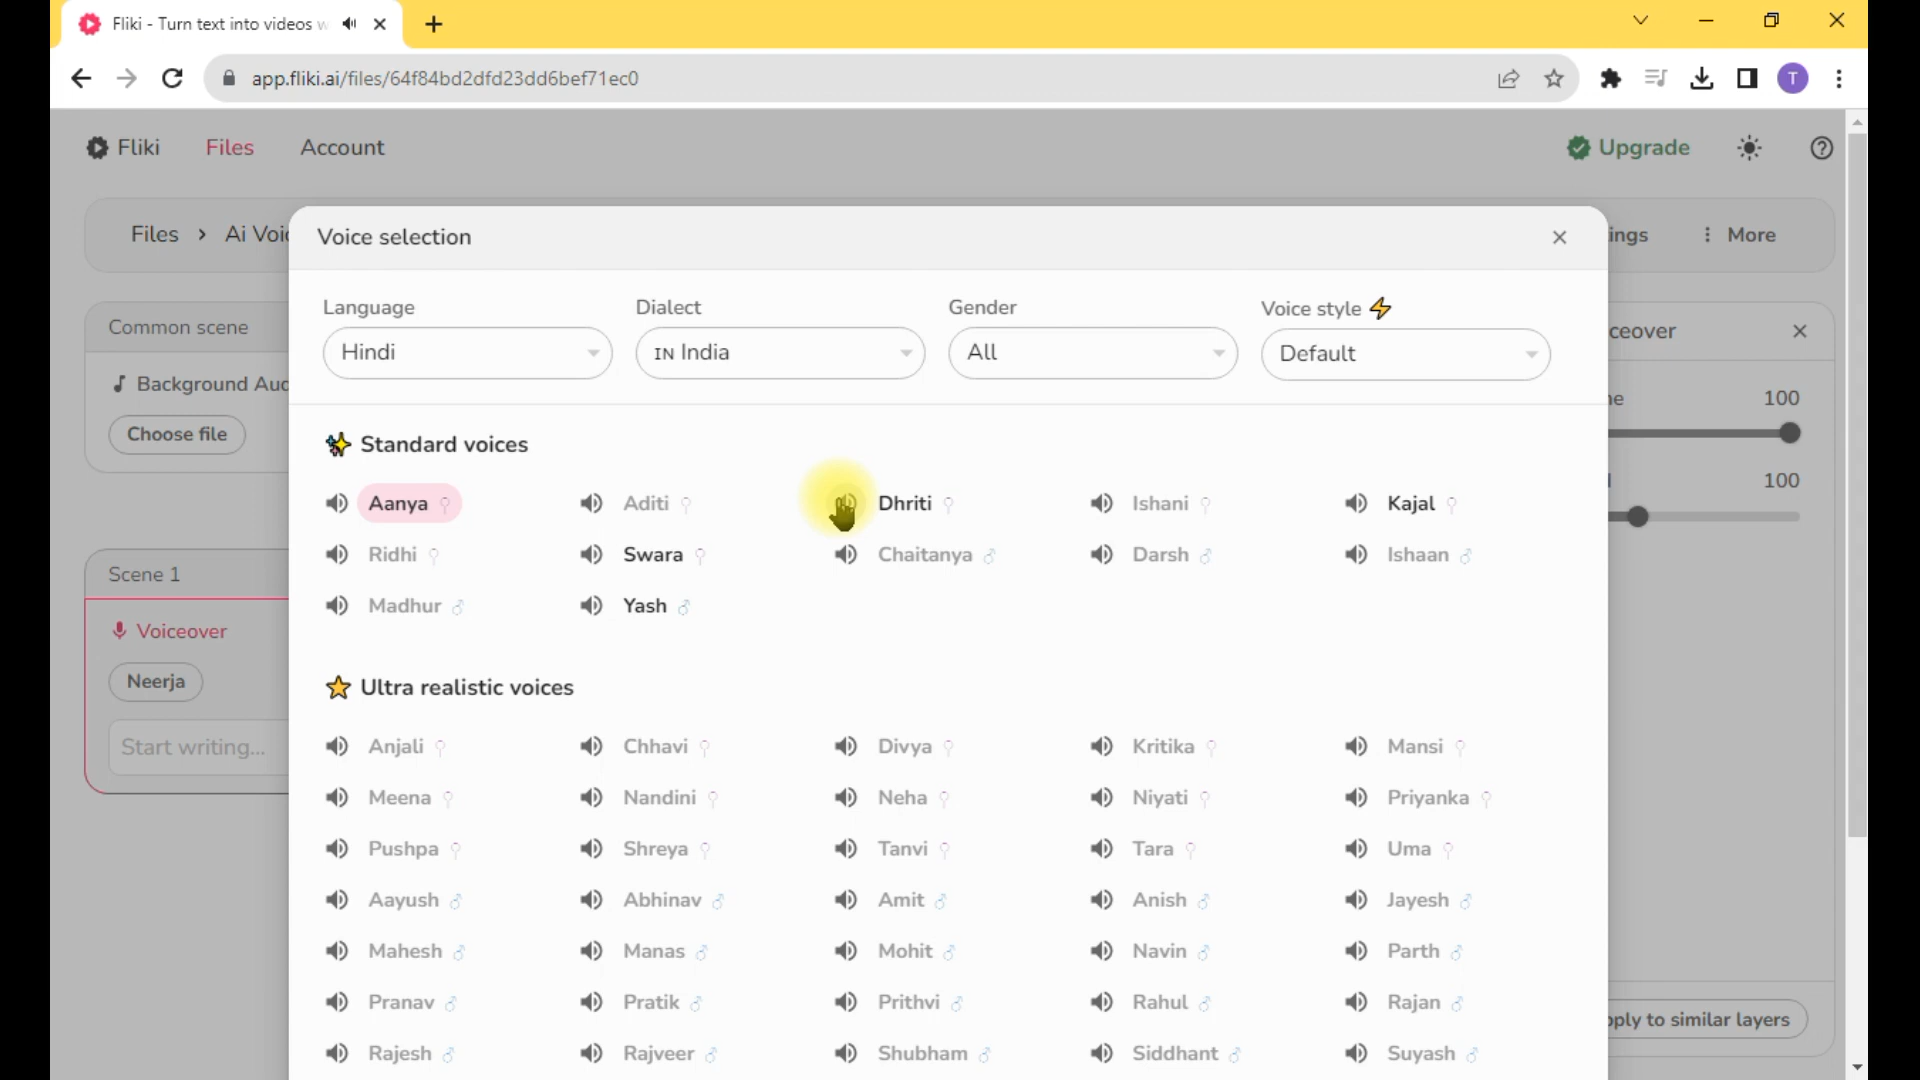 Fliki - Turn text into videos w
app.fliki.ai/files/64f84bd2dfd23dd6bef71ec0
T
Fliki Files Account Upgrade
Files > Ai Voic
Voice selection
ings More
Language Dialect Gender Voice style
Hindi IN India All Default
Common scene
ceover
Background Aud
Choose file
100
100
Standard voices
Aanya Aditi Dhriti Ishani Kajal
Ridhi Swara Chaitanya Darsh Ishaan
Madhur Yash
Scene 1
Voiceover
Neerja
Start writing...
Ultra realistic voices
Anjali Chhavi Divya Kritika Mansi
Meena Nandini Neha Niyati Priyanka
Pushpa Shreya Tanvi Tara Uma
Aayush Abhinav Amit Anish Jayesh
Mahesh Manas Mohit Navin Parth
Pranav Pratik Prithvi Rahul Rajan
Rajesh Rajveer Shubham Siddhant Suyash
pply to similar layers